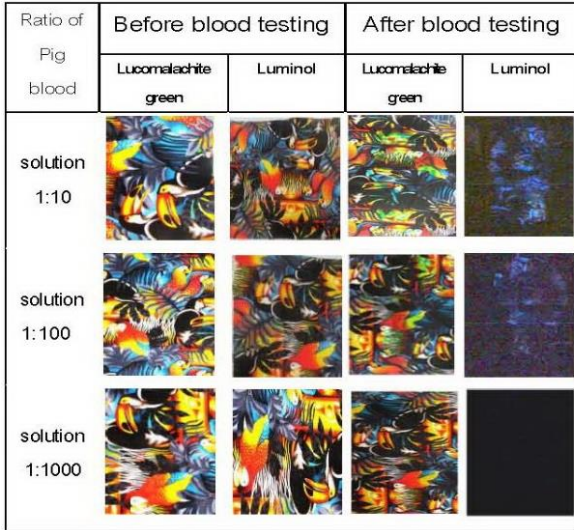 Ratio of
Pig
blood
Before blood testing
After blood testing
Lucomalachite
green
Luminol
Lucomalachite
green
Luminol
solution
1:10
solution
1:100
solution
1:1000